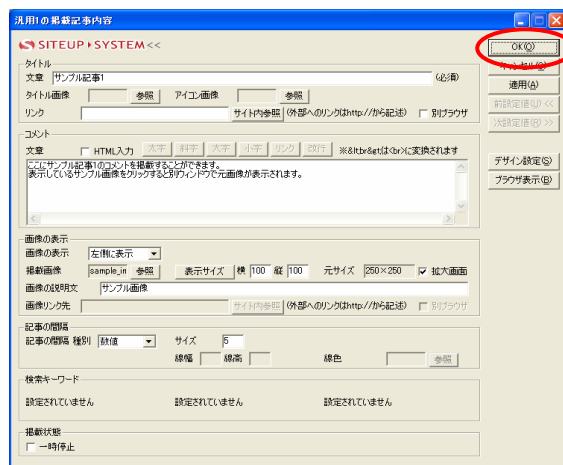 汎用1の掲載記事内容
SITEUP SYSTEM<<
OK(O)
キャンセル(C)
適用(A)
前設定値(U) <<
次設定値(R) >>
デザイン設定(S)
ブラウザ表示(B)
タイトル
文章 サンプル記事1 (必須)
タイトル画像 参照 アイコン画像 参照
リンク サイト内参照 (外部へのリンクはhttp://から記述) 別ブラウザ
コメント
文章 HTML入力 太字 斜字 大字 小字 リンク 改行 ※&lt;br&gt;は<br>に変換されます
ここにサンプル記事1のコメントを掲載することができます。
表示しているサンプル画像をクリックすると別ウィンドウで元画像が表示されます。
画像の表示
画像の表示 左側に表示
掲載画像 sample_im 参照 表示サイズ 横 100 縦 100 元サイズ 250×250 拡大画面
画像の説明文 サンプル画像
画像リンク先 サイト内参照 (外部へのリンクはhttp://から記述) 別ブラウザ
記事の間隔
記事の間隔 種別 数値 サイズ 5
線幅 線高 線色 参照
検索キーワード
設定されていません 設定されていません 設定されていません
掲載状態
一時停止